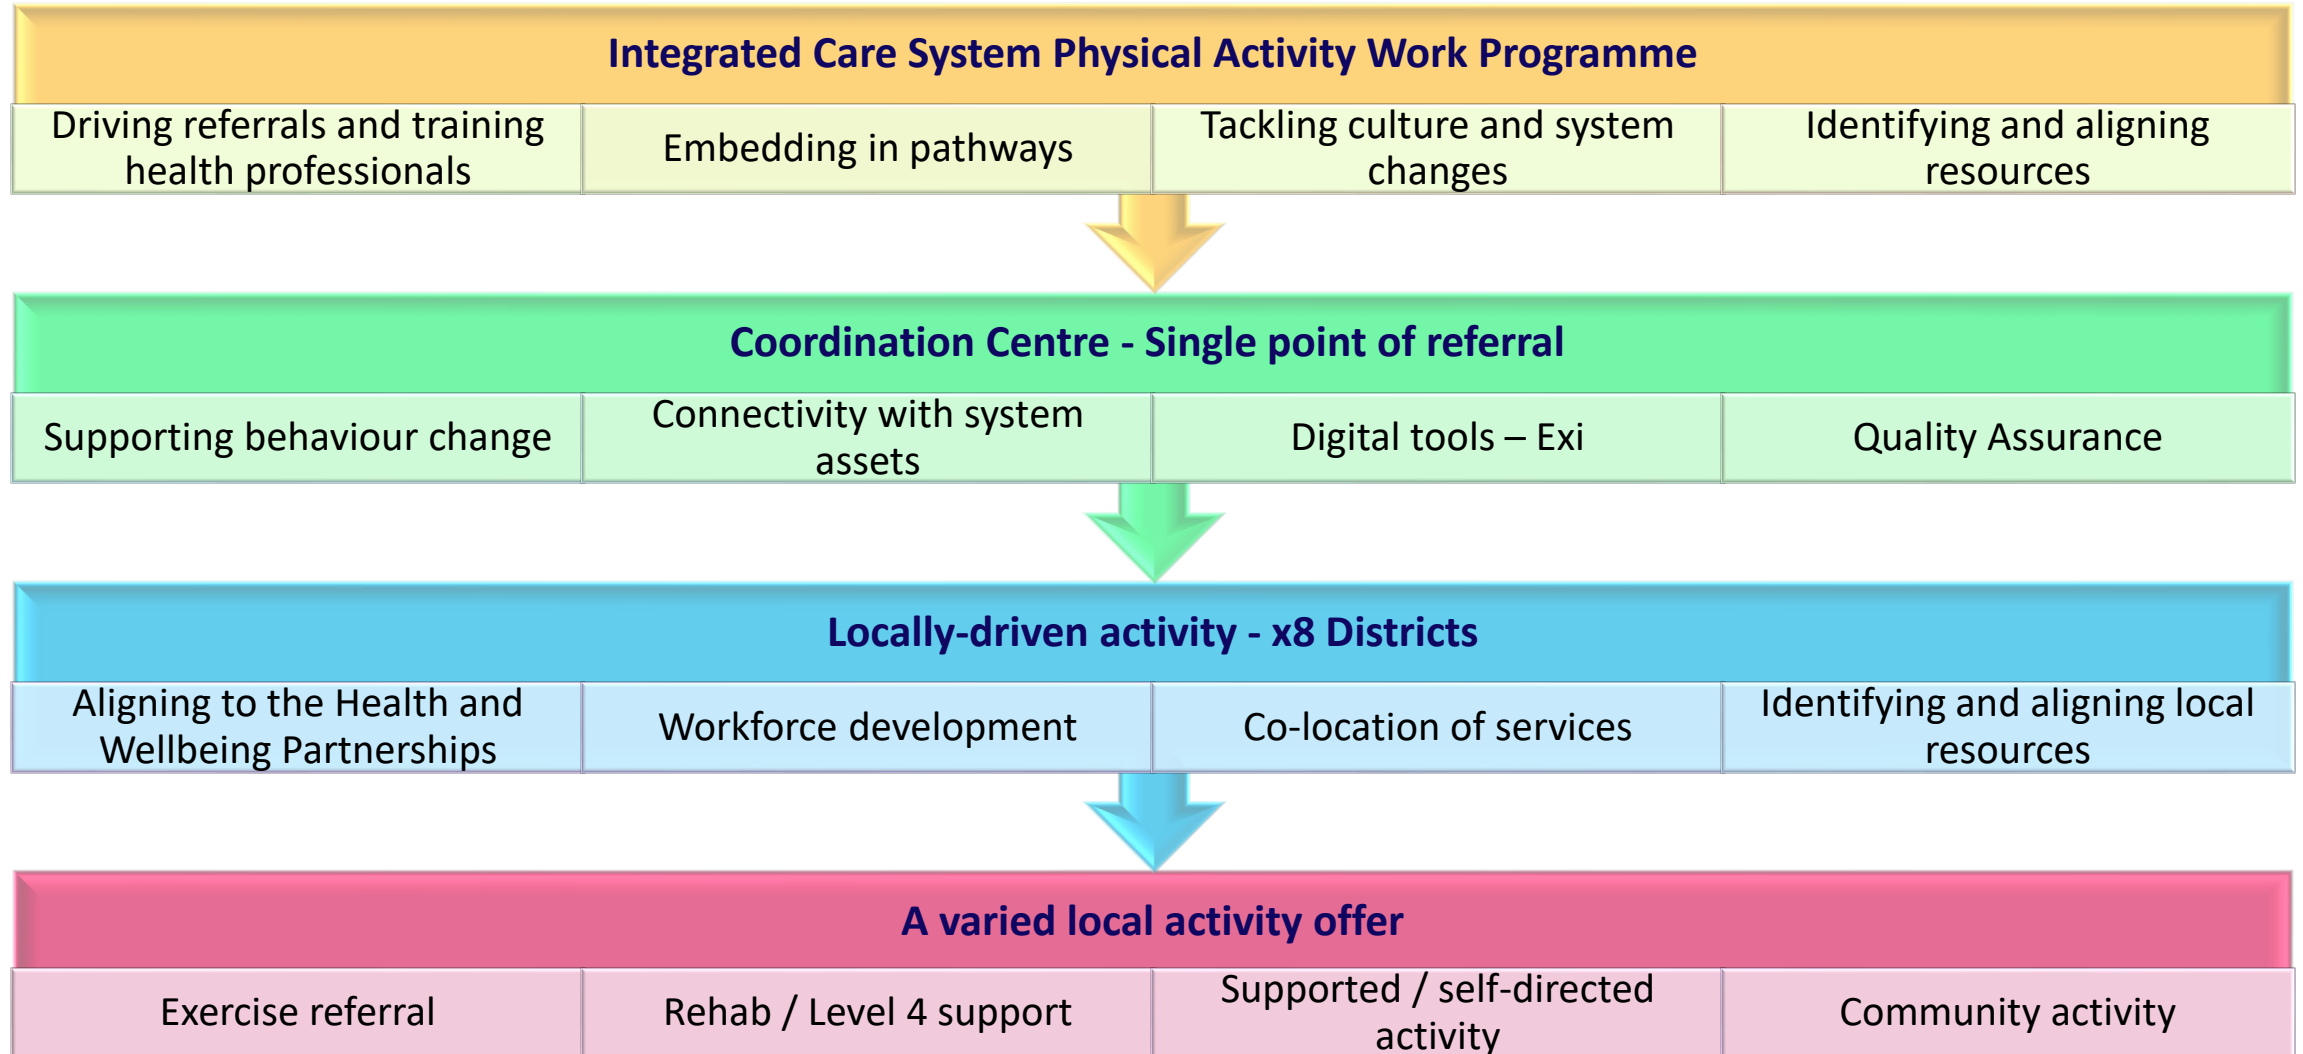 Integrated Care System Physical Activity Work Programme
Driving referrals and training
health professionals
Embedding in pathways
Tackling culture and system
changes
Identifying and aligning
resources
Coordination Centre - Single point of referral
Supporting behaviour change
Connectivity with system
assets
Digital tools – Exi
Quality Assurance
Locally-driven activity - x8 Districts
Aligning to the Health and
Wellbeing Partnerships
Workforce development
Co-location of services
Identifying and aligning local
resources
A varied local activity offer
Exercise referral
Rehab / Level 4 support
Supported / self-directed
activity
Community activity